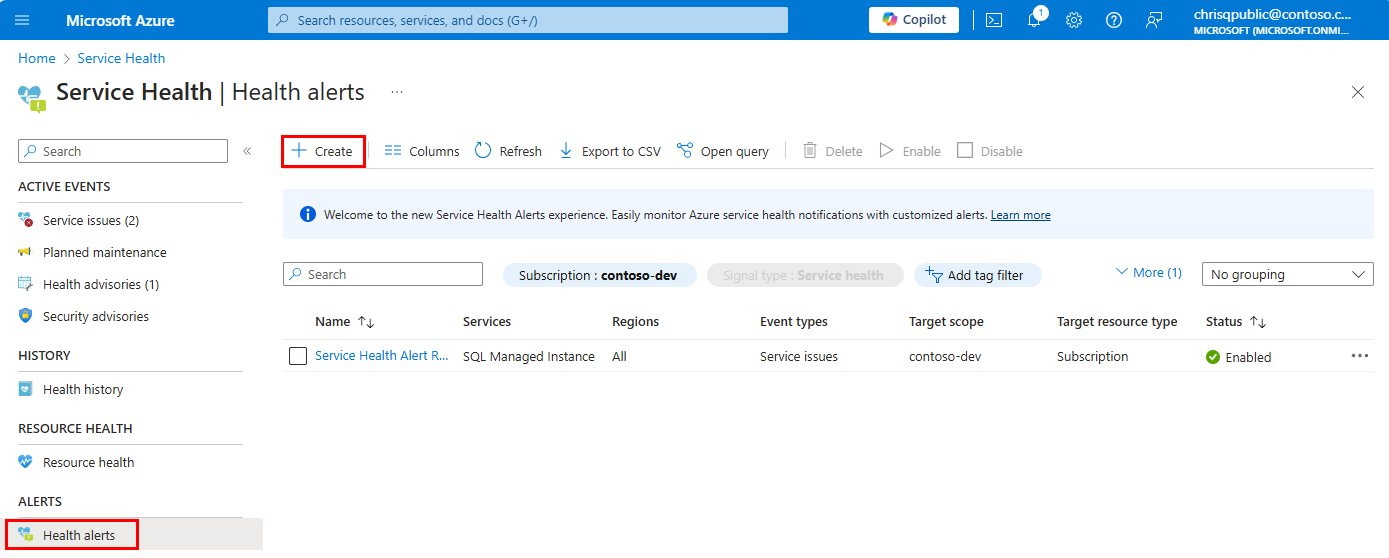 Microsoft Azure
Search resources, services, and docs (G+/)
Copilot
1
chrisqpublic@contoso.c...
MICROSOFT (MICROSOFT.ONMI...
Home > Service Health
Service Health | Health alerts
...
Search
«
Create
Columns
Refresh
Export to CSV
Open query
Delete
Enable
Disable
ACTIVE EVENTS
Service issues (2)
Planned maintenance
Health advisories (1)
Security advisories
HISTORY
Health history
RESOURCE HEALTH
Resource health
ALERTS
Health alerts
Welcome to the new Service Health Alerts experience. Easily monitor Azure service health notifications with customized alerts. Learn more
Search
Subscription : contoso-dev
Signal type : Service health
Add tag filter
More (1)
No grouping
Name Services Regions Event types Target scope Target resource type Status
Service Health Alert R... SQL Managed Instance All Service issues contoso-dev Subscription Enabled ...